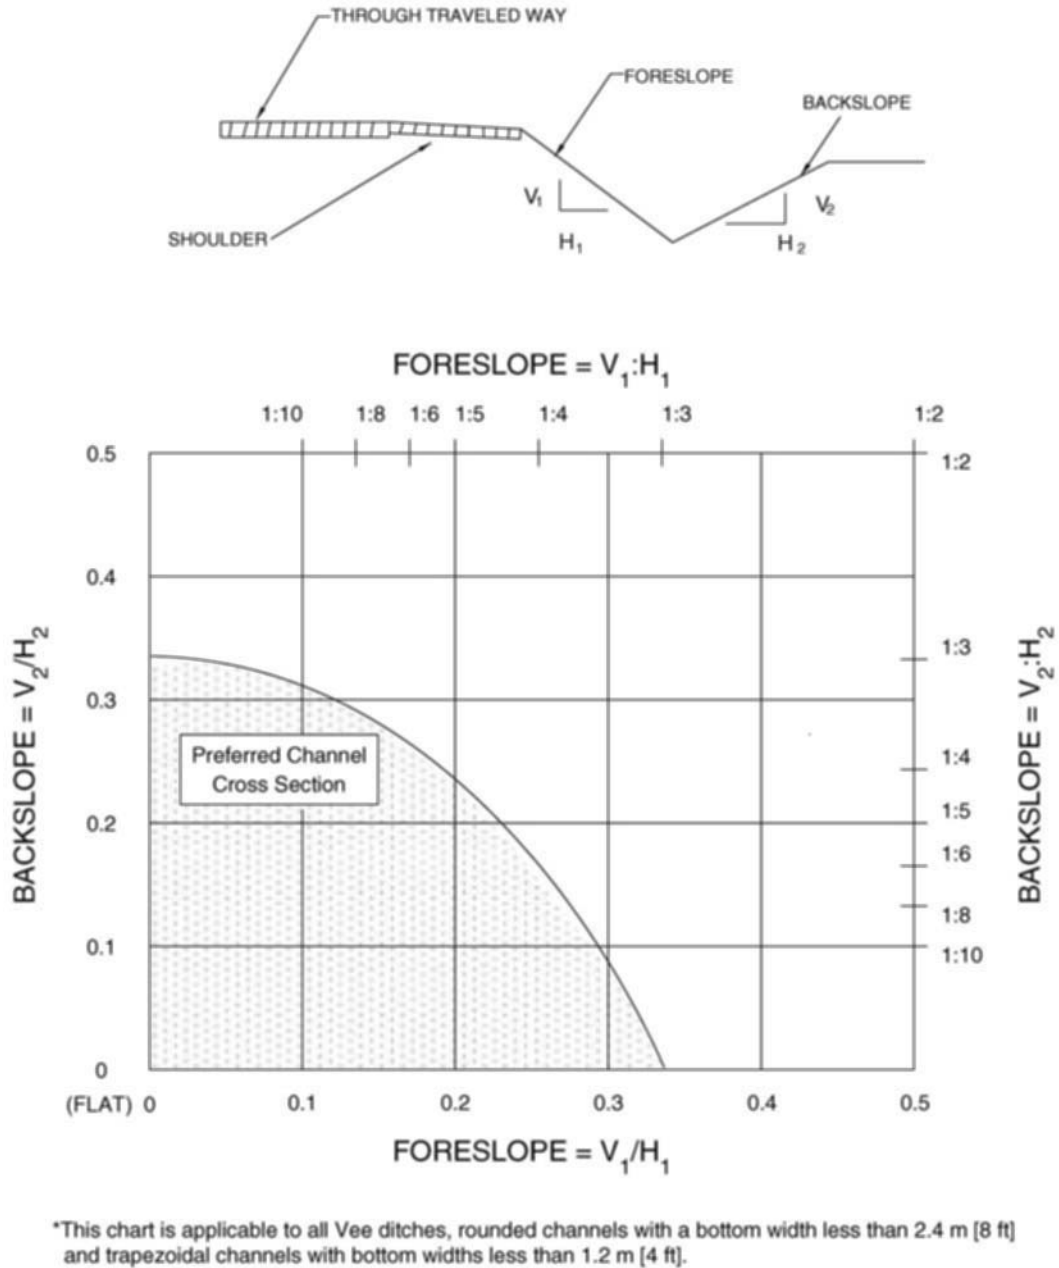 THROUGH TRAVELED WAY
FORESLOPE
BACKSLOPE
V1
V2
SHOULDER
H1
H2
FORESLOPE = V1:H1
1:10 1:8 1:6 1:5 1:4 1:3 1:2
0.5
1:2
0.4
1:3
0.3
Preferred Channel
Cross Section
1:4
1:5
0.2
1:6
1:8
0.1
1:10
0
BACKSLOPE = V2/H2
BACKSLOPE = V2:H2
(FLAT) 0 0.1 0.2 0.3 0.4 0.5
FORESLOPE = V1/H1
*This chart is applicable to all Vee ditches, rounded channels with a bottom width less than 2.4 m [8 ft]
and trapezoidal channels with bottom widths less than 1.2 m [4 ft].